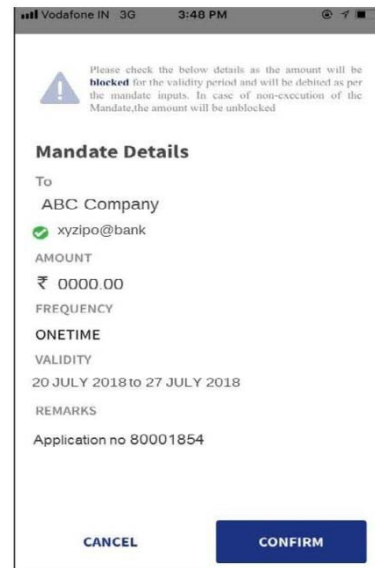 Vodafone IN 3G 3:48 PM
Please check the below details as the amount will be
blocked for the validity period and will be debited as per
the mandate inputs. In case of non-execution of the
Mandate,the amount will be unblocked
Mandate Details
To
ABC Company
xyzipo@bank
AMOUNT
₹ 0000.00
FREQUENCY
ONETIME
VALIDITY
20 JULY 2018 to 27 JULY 2018
REMARKS
Application no 80001854
CANCEL CONFIRM